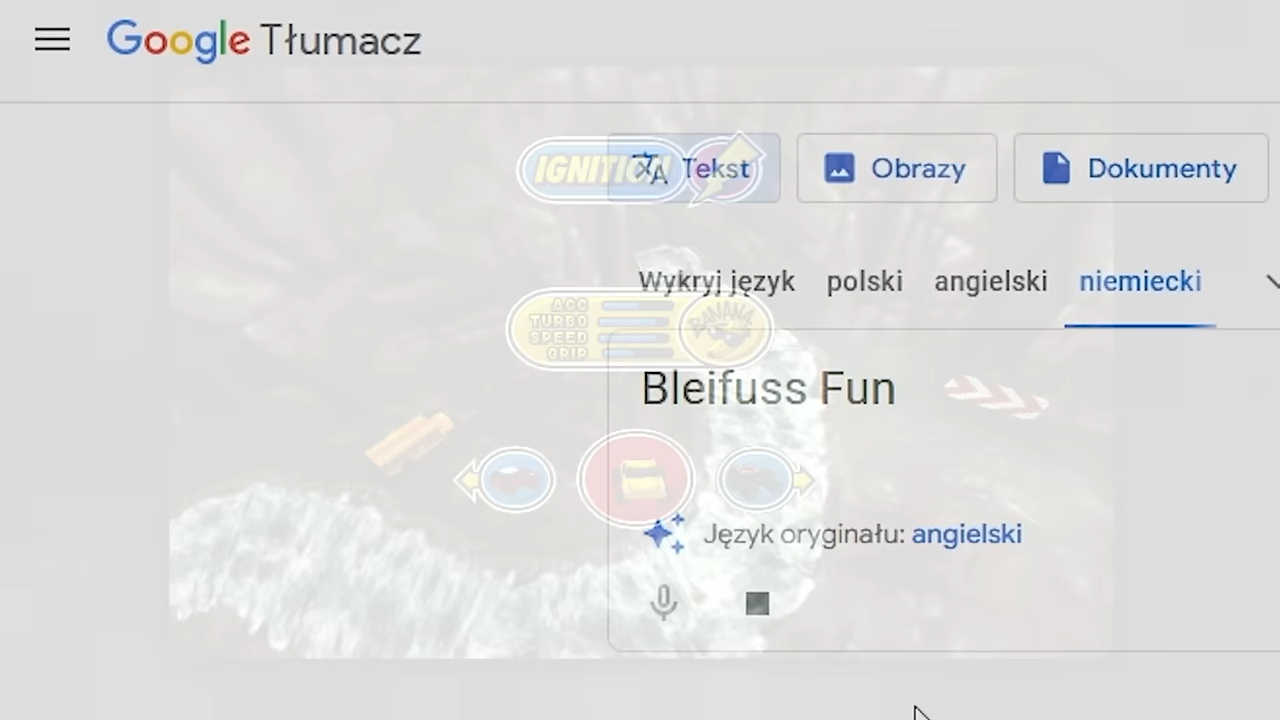 Google Tłumacz
IGNITION
Tekst
Obrazy
Dokumenty
Wykryj język
polski
angielski
niemiecki
ACC
TURBO
SPEED
GRIP
BANANA
Bleifuss Fun
Język oryginału: angielski